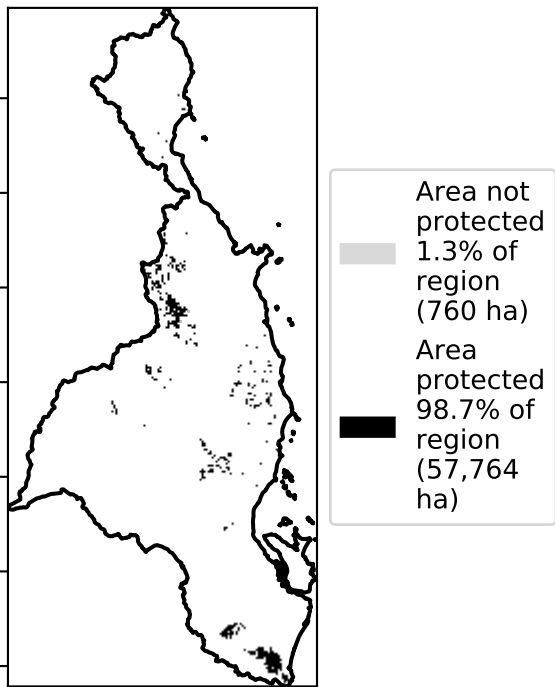 Area not
protected
1.3% of
region
(760 ha)
Area
protected
98.7% of
region
(57,764
ha)